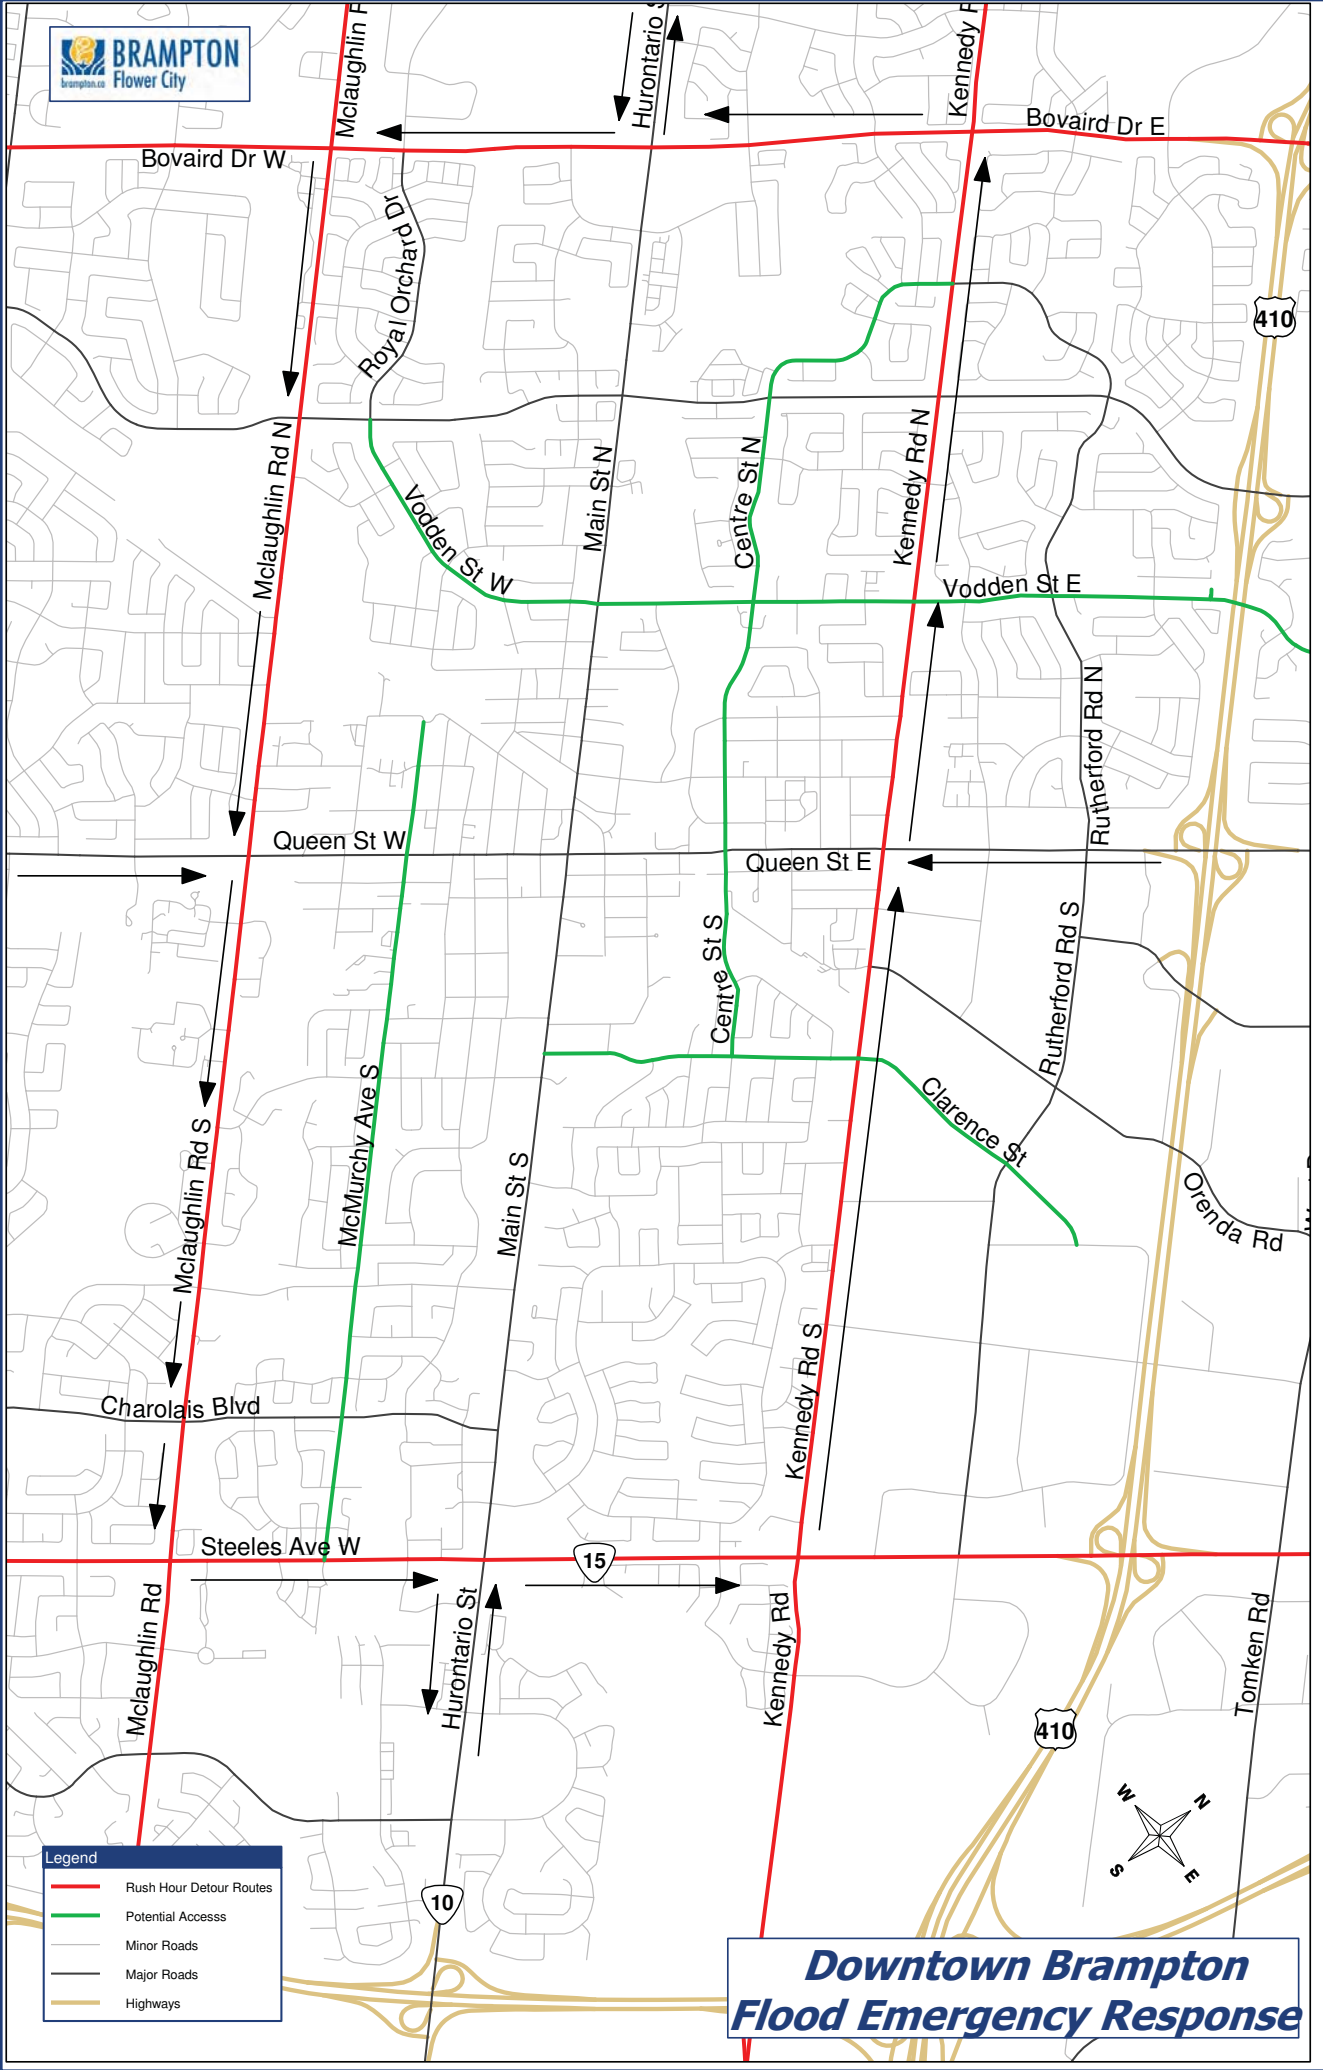 BRAMPTON
Flower City
brampton.ca
Mclaughlin R
Hurontario S
Kennedy R
Bovaird Dr E
Bovaird Dr W
Royal Orchard Dr
410
Mclaughlin Rd N
Main St N
Centre St N
Kennedy Rd N
Vodden St W
Vodden St E
Rutherford Rd N
Queen St W
Queen St E
Centre St S
Rutherford Rd S
McMurchy Ave S
Clarence St
Mclaughlin Rd S
Main St S
Orenda Rd
Kennedy Rd S
Charolais Blvd
Steeles Ave W
15
Mclaughlin Rd
Hurontario St
Kennedy Rd
Tomken Rd
410
W
N
S
E
10
Legend
Rush Hour Detour Routes
Potential Accesss
Minor Roads
Major Roads
Highways
Downtown Brampton
Flood Emergency Response